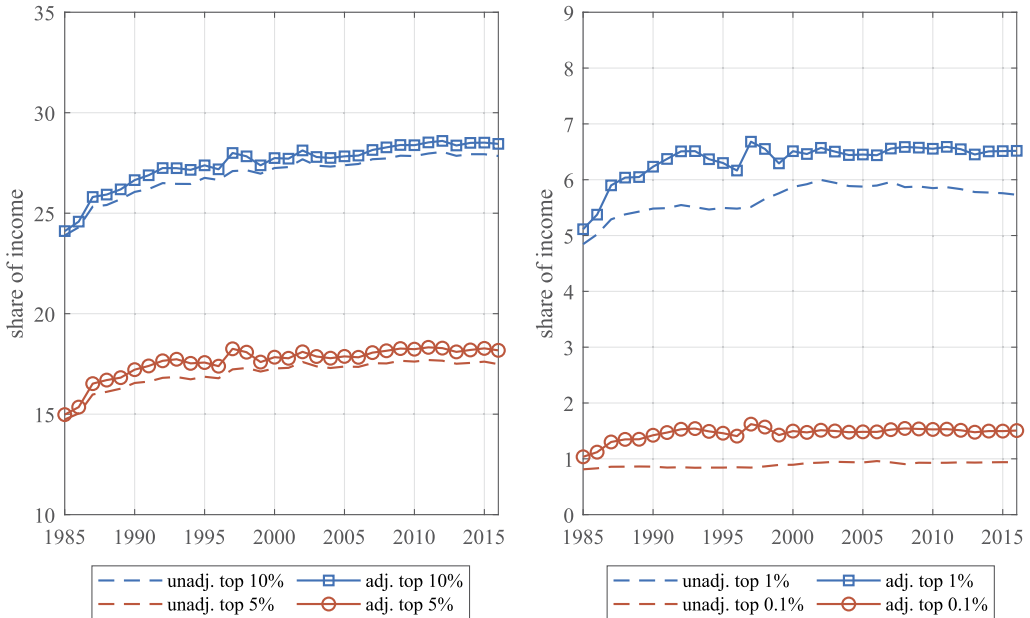 35
30
25
20
15
10
share of income
1985 1990 1995 2000 2005 2010 2015
unadj. top 10% adj. top 10%
unadj. top 5% adj. top 5%
9
8
7
6
5
4
3
2
1
0
share of income
1985 1990 1995 2000 2005 2010 2015
unadj. top 1% adj. top 1%
unadj. top 0.1% adj. top 0.1%